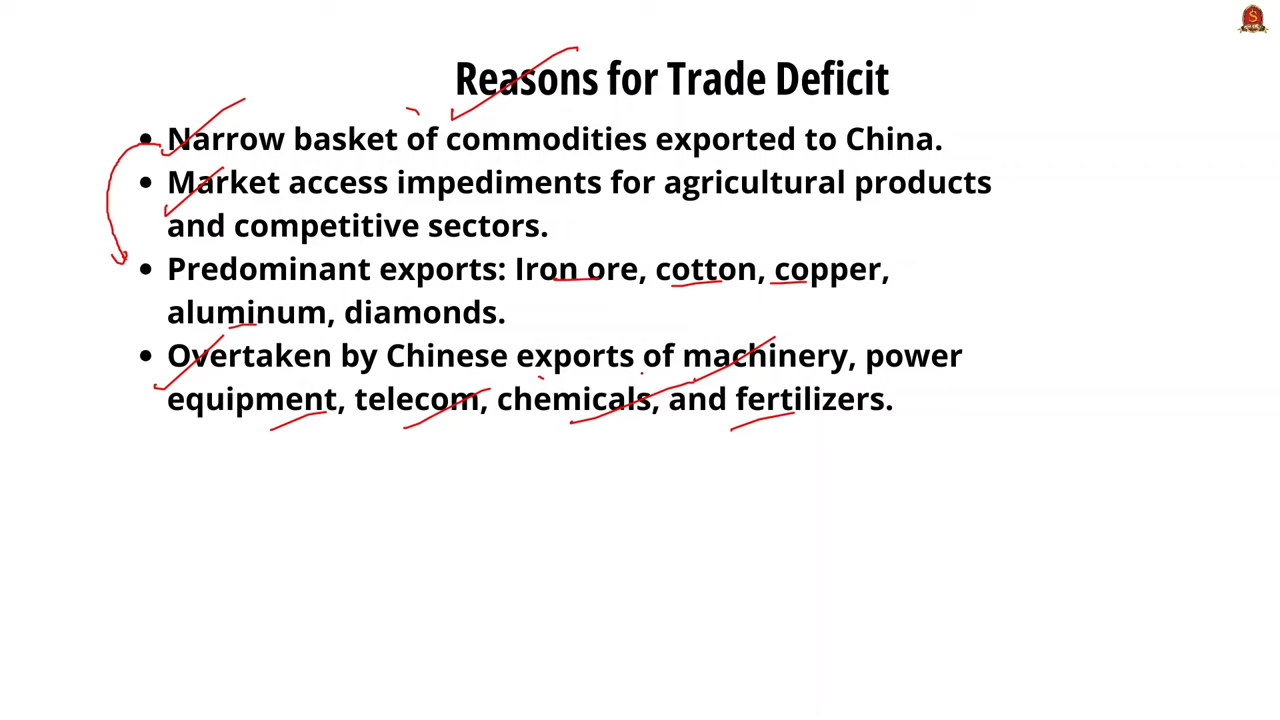 Reasons for Trade Deficit
• Narrow basket of commodities exported to China.
• Market access impediments for agricultural products
and competitive sectors.
• Predominant exports: Iron ore, cotton, copper,
aluminum, diamonds.
• Overtaken by Chinese exports of machinery, power
equipment, telecom, chemicals, and fertilizers.